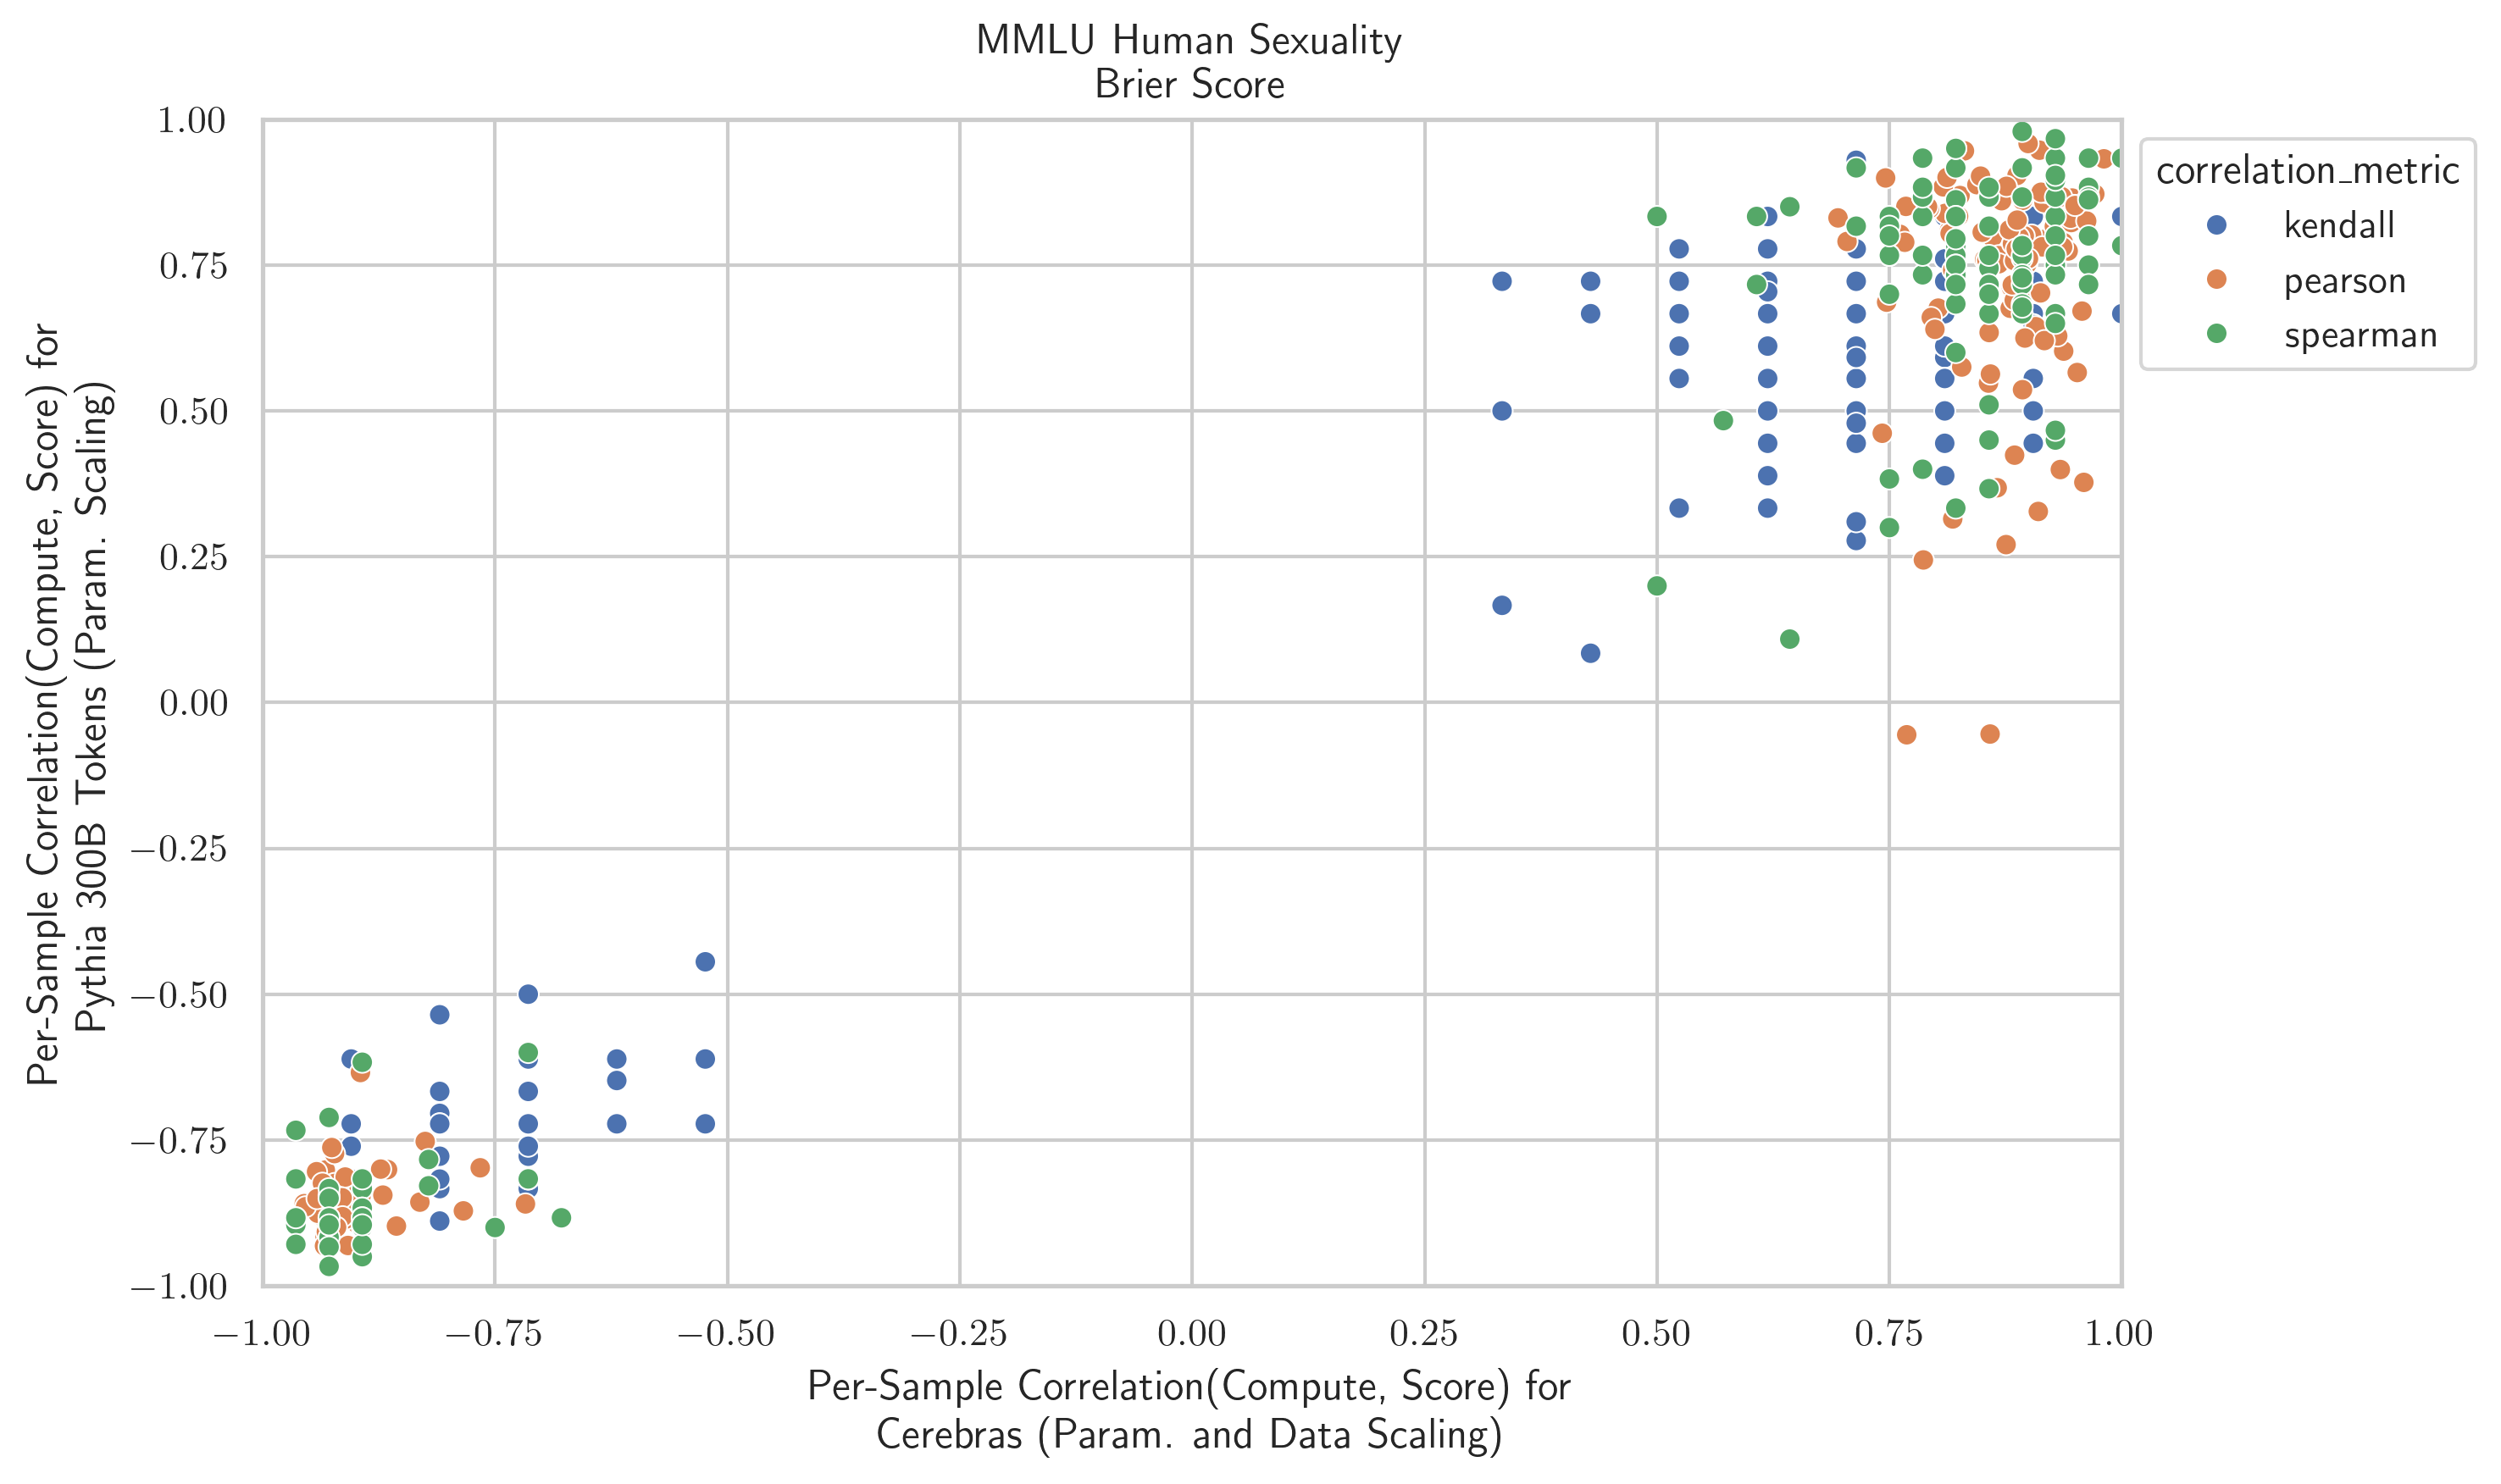 MMLU Human Sexuality
Brier Score
Per-Sample Correlation(Compute, Score) for
Pythia 300B Tokens (Param. Scaling)
1.00
0.75
0.50
0.25
0.00
−0.25
−0.50
−0.75
−1.00
−1.00 −0.75 −0.50 −0.25 0.00 0.25 0.50 0.75 1.00
Per-Sample Correlation(Compute, Score) for
Cerebras (Param. and Data Scaling)
correlation_metric
kendall
pearson
spearman